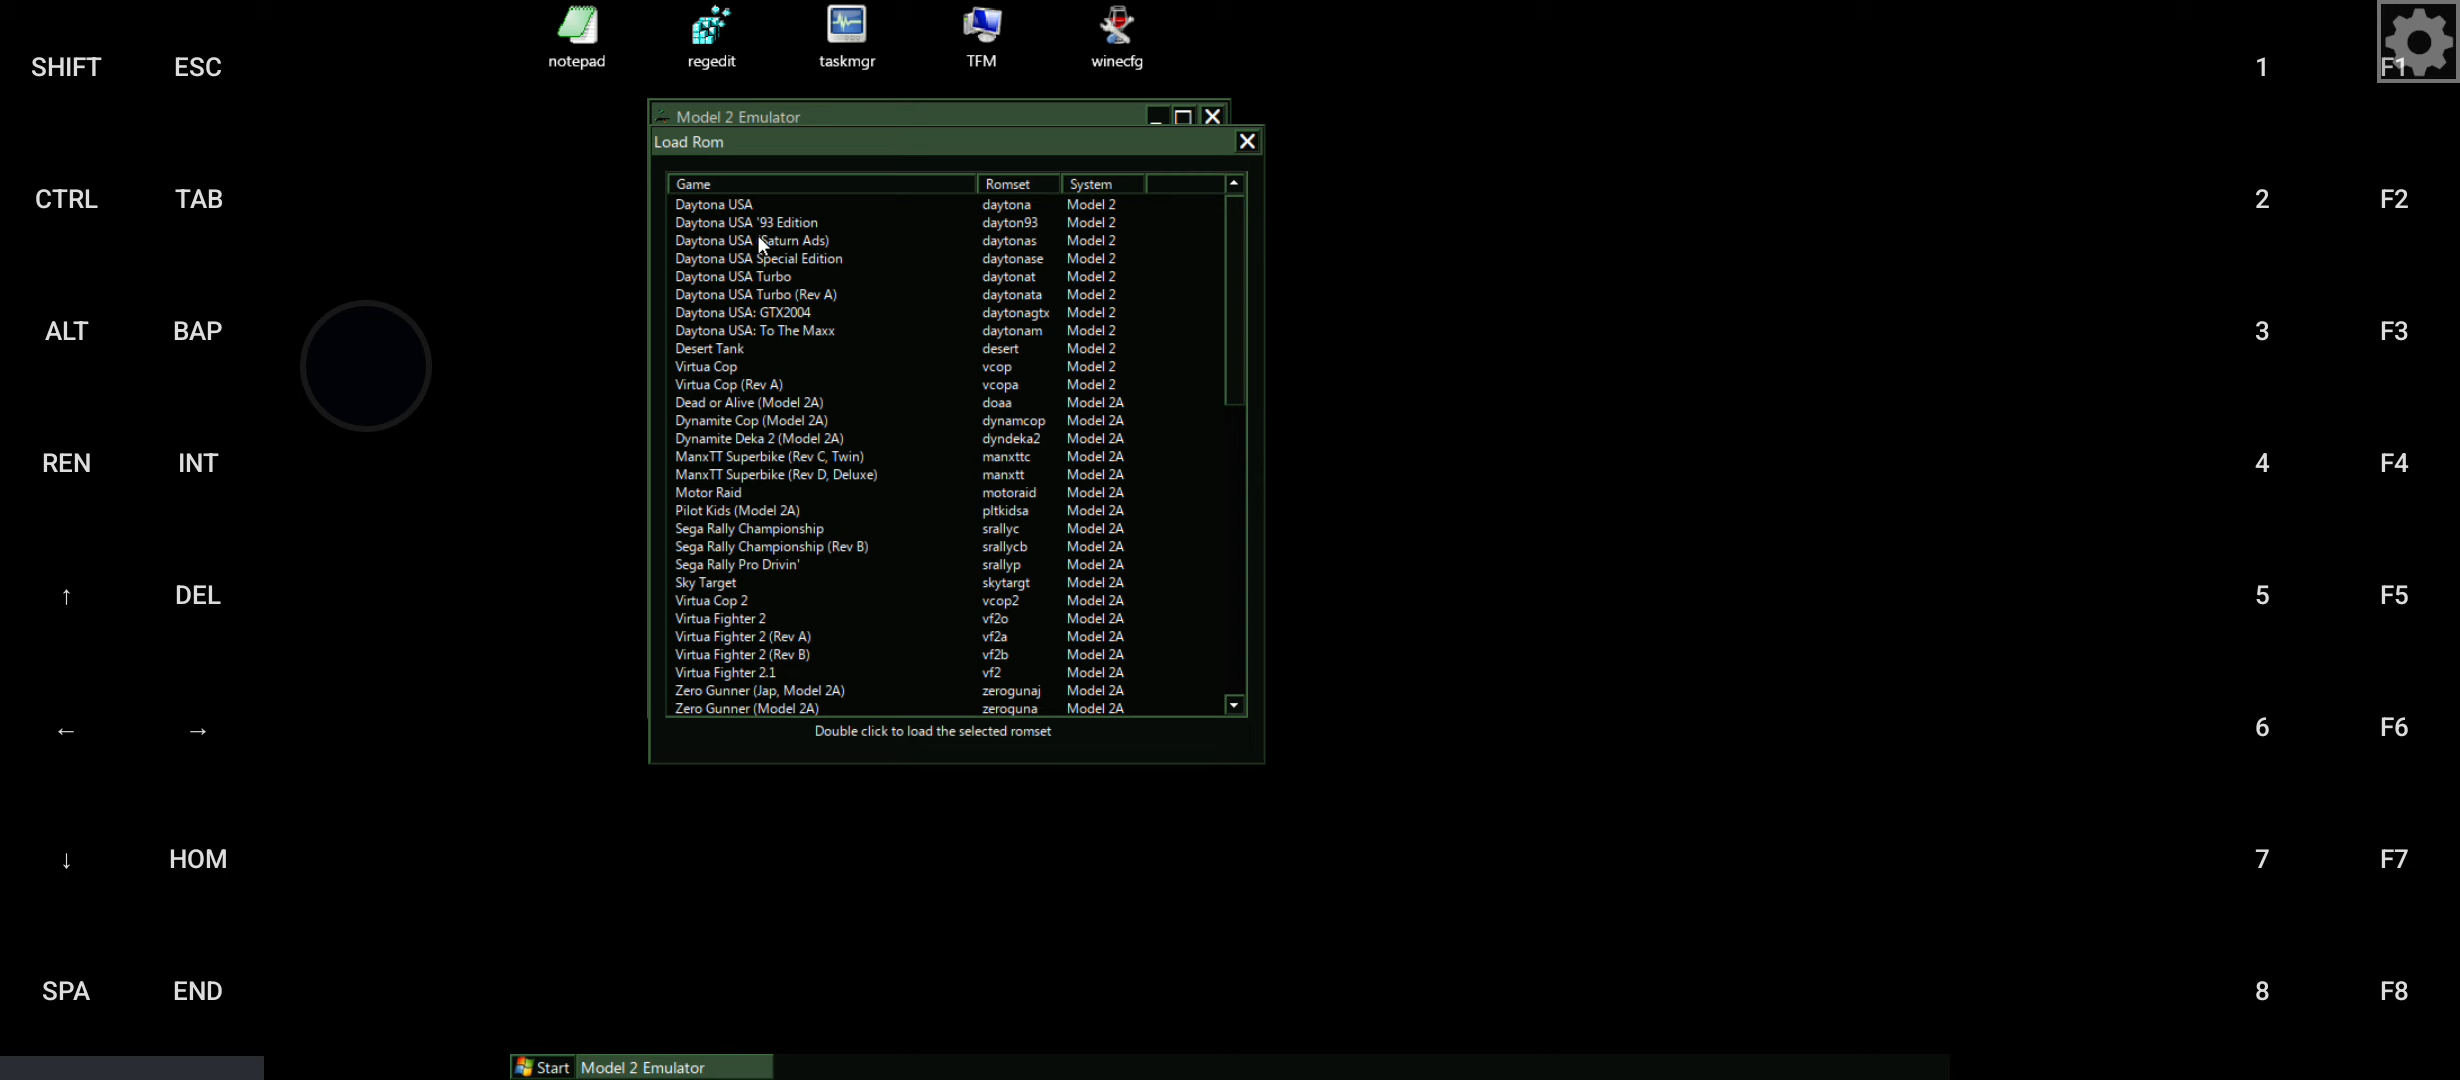 notepad regedit taskmgr TFM winecfg
SHIFT ESC 1 F1
Model 2 Emulator
Load Rom
Game Romset System
CTRL TAB 2 F2
Daytona USA daytona Model 2
Daytona USA '93 Edition dayton93 Model 2
Daytona USA (Saturn Ads) daytonas Model 2
Daytona USA Special Edition daytonase Model 2
Daytona USA Turbo daytonat Model 2
Daytona USA Turbo (Rev A) daytonata Model 2
Daytona USA: GTX2004 daytonagtx Model 2
ALT BAP 3 F3
Daytona USA: To The Maxx daytonam Model 2
Desert Tank desert Model 2
Virtua Cop vcop Model 2
Virtua Cop (Rev A) vcopa Model 2
Dead or Alive (Model 2A) doaa Model 2A
Dynamite Cop (Model 2A) dynamcop Model 2A
Dynamite Deka 2 (Model 2A) dyndeka2 Model 2A
ManxTT Superbike (Rev C, Twin) manxttc Model 2A
REN INT 4 F4
ManxTT Superbike (Rev D, Deluxe) manxtt Model 2A
Motor Raid motoraid Model 2A
Pilot Kids (Model 2A) pltkidsa Model 2A
Sega Rally Championship srallyc Model 2A
Sega Rally Championship (Rev B) srallycb Model 2A
Sega Rally Pro Drivin' srallyp Model 2A
Sky Target skytargt Model 2A
↑ DEL 5 F5
Virtua Cop 2 vcop2 Model 2A
Virtua Fighter 2 vf2o Model 2A
Virtua Fighter 2 (Rev A) vf2a Model 2A
Virtua Fighter 2 (Rev B) vf2b Model 2A
Virtua Fighter 2.1 vf2 Model 2A
Zero Gunner (Jap, Model 2A) zerogunaj Model 2A
Zero Gunner (Model 2A) zeroguna Model 2A
← → 6 F6
Double click to load the selected romset
↓ HOM 7 F7
SPA END 8 F8
Start Model 2 Emulator